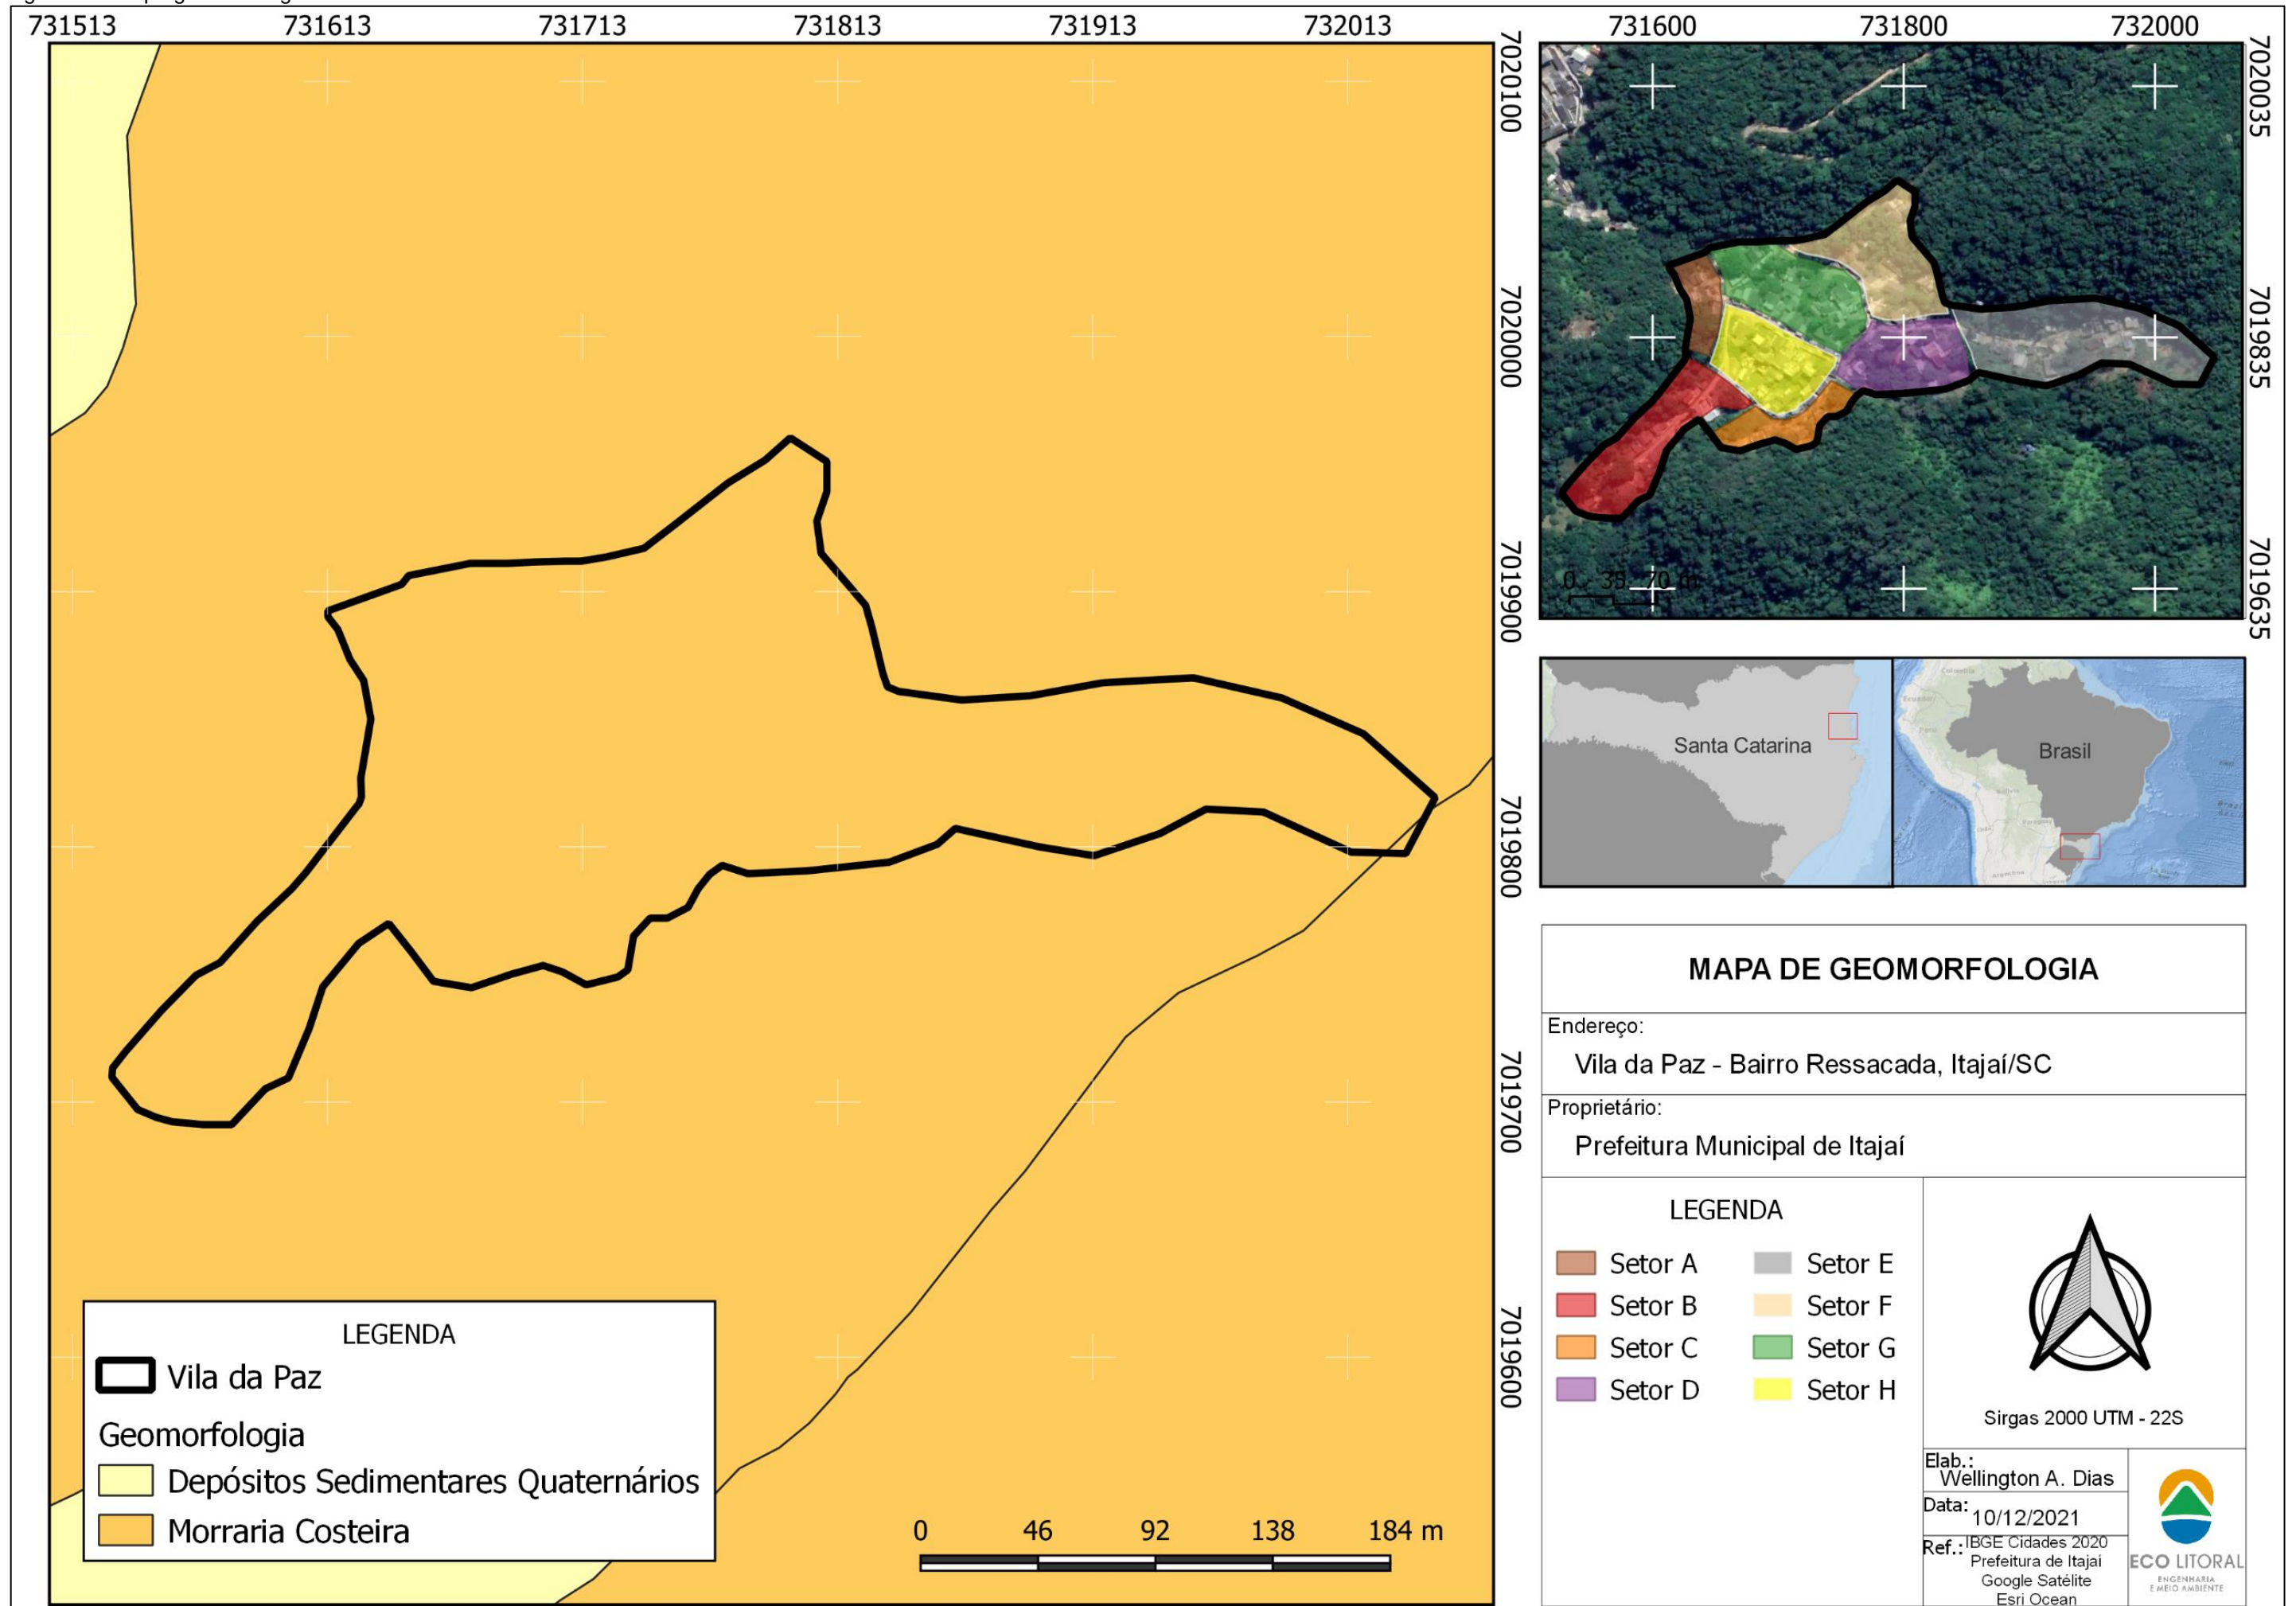 731513 731613 731713 731813 731913 732013
7020100
7020000
7019900
7019800
7019700
7019600
LEGENDA
Vila da Paz
Geomorfologia
Depósitos Sedimentares Quaternários
Morraria Costeira
0 46 92 138 184 m
731600 731800 732000
7020035
7019835
7019635
0 35 70 m
Santa Catarina
Brasil
MAPA DE GEOMORFOLOGIA
Endereço:
Vila da Paz - Bairro Ressacada, Itajaí/SC
Proprietário:
Prefeitura Municipal de Itajaí
LEGENDA
Setor A Setor E
Setor B Setor F
Setor C Setor G
Setor D Setor H
Sirgas 2000 UTM - 22S
Elab.:
Wellington A. Dias
Data: 10/12/2021
Ref.: IBGE Cidades 2020
Prefeitura de Itajai
Google Satélite
Esri Ocean
ECO LITORAL
ENGENHARIA
E MEIO AMBIENTE